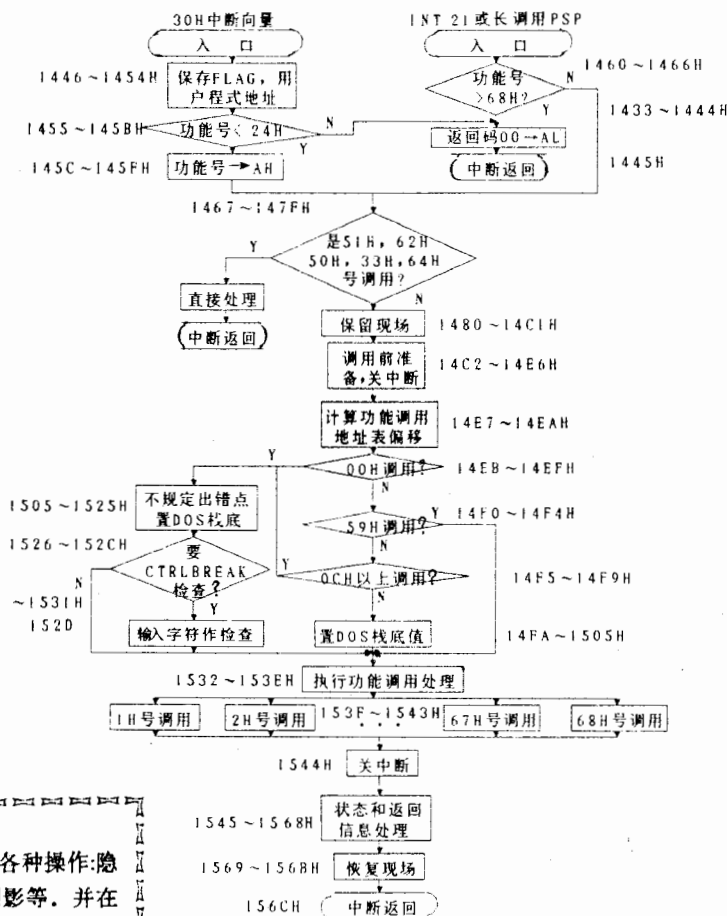 30H中断向量
INT 21或长调用PSP
入 口
入 口
1446～1454H
保存FLAG，用
户程式地址
功能号
>68H?
N
1460～1466H
Y
1433～1444H
1455～145BH
功能号< 24H
N
Y
返回码00→AL
145C～145FH
功能号→AH
(中断返回)
1445H
1467～147FH
是51H，62H
50H，33H，64H
号调用?
Y
N
直接处理
(中断返回)
保留现场
1480～14C1H
调用前准
备,关中断
14C2～14E6H
计算功能调用
地址表偏移
14E7～14EAH
Y
00H调用?
14EB～14EFH
N
1505～1525H
不规定出错点
置DOS栈底
59H调用?
Y
14F0～14F4H
N
1526～152CH
要
CTRLBREAK
检查?
Y
0CH以上调用?
14F5～14F9H
N
N
～1531H
152D
Y
输入字符作检查
置DOS栈底值
14FA～1505H
1532～153EH
执行功能调用处理
1H号调用
2H号调用
153F～1543H
67H号调用
68H号调用
. . .
1544H
关中断
1545～1568H
状态和返回
信息处理
1569～156BH
恢复现场
156CH
中断返回
各种操作:隐
影等．并在